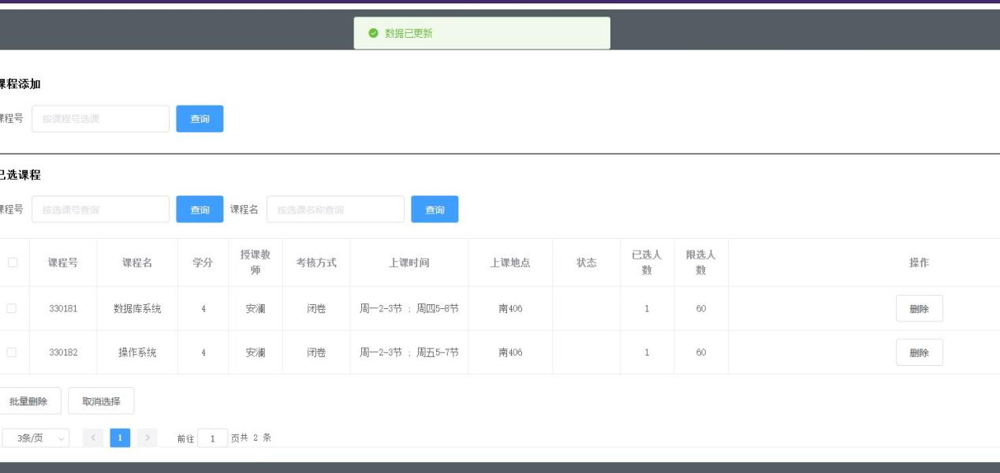 数据已更新
课程添加
课程号 按课程号选课 查询
已选课程
课程号 按选课号查询 查询 课程名 按选课名称查询 查询
课程号 课程名 学分 授课教师 考核方式 上课时间 上课地点 状态 已选人数 限选人数 操作
330181 数据库系统 4 安澜 闭卷 周一2-3节 ; 周四5-8节 南406 1 60 删除
330182 操作系统 4 安澜 闭卷 周一2-3节 ; 周五5-7节 南406 1 60 删除
批量删除 取消选择
3条/页 1 前往 1 页共 2 条